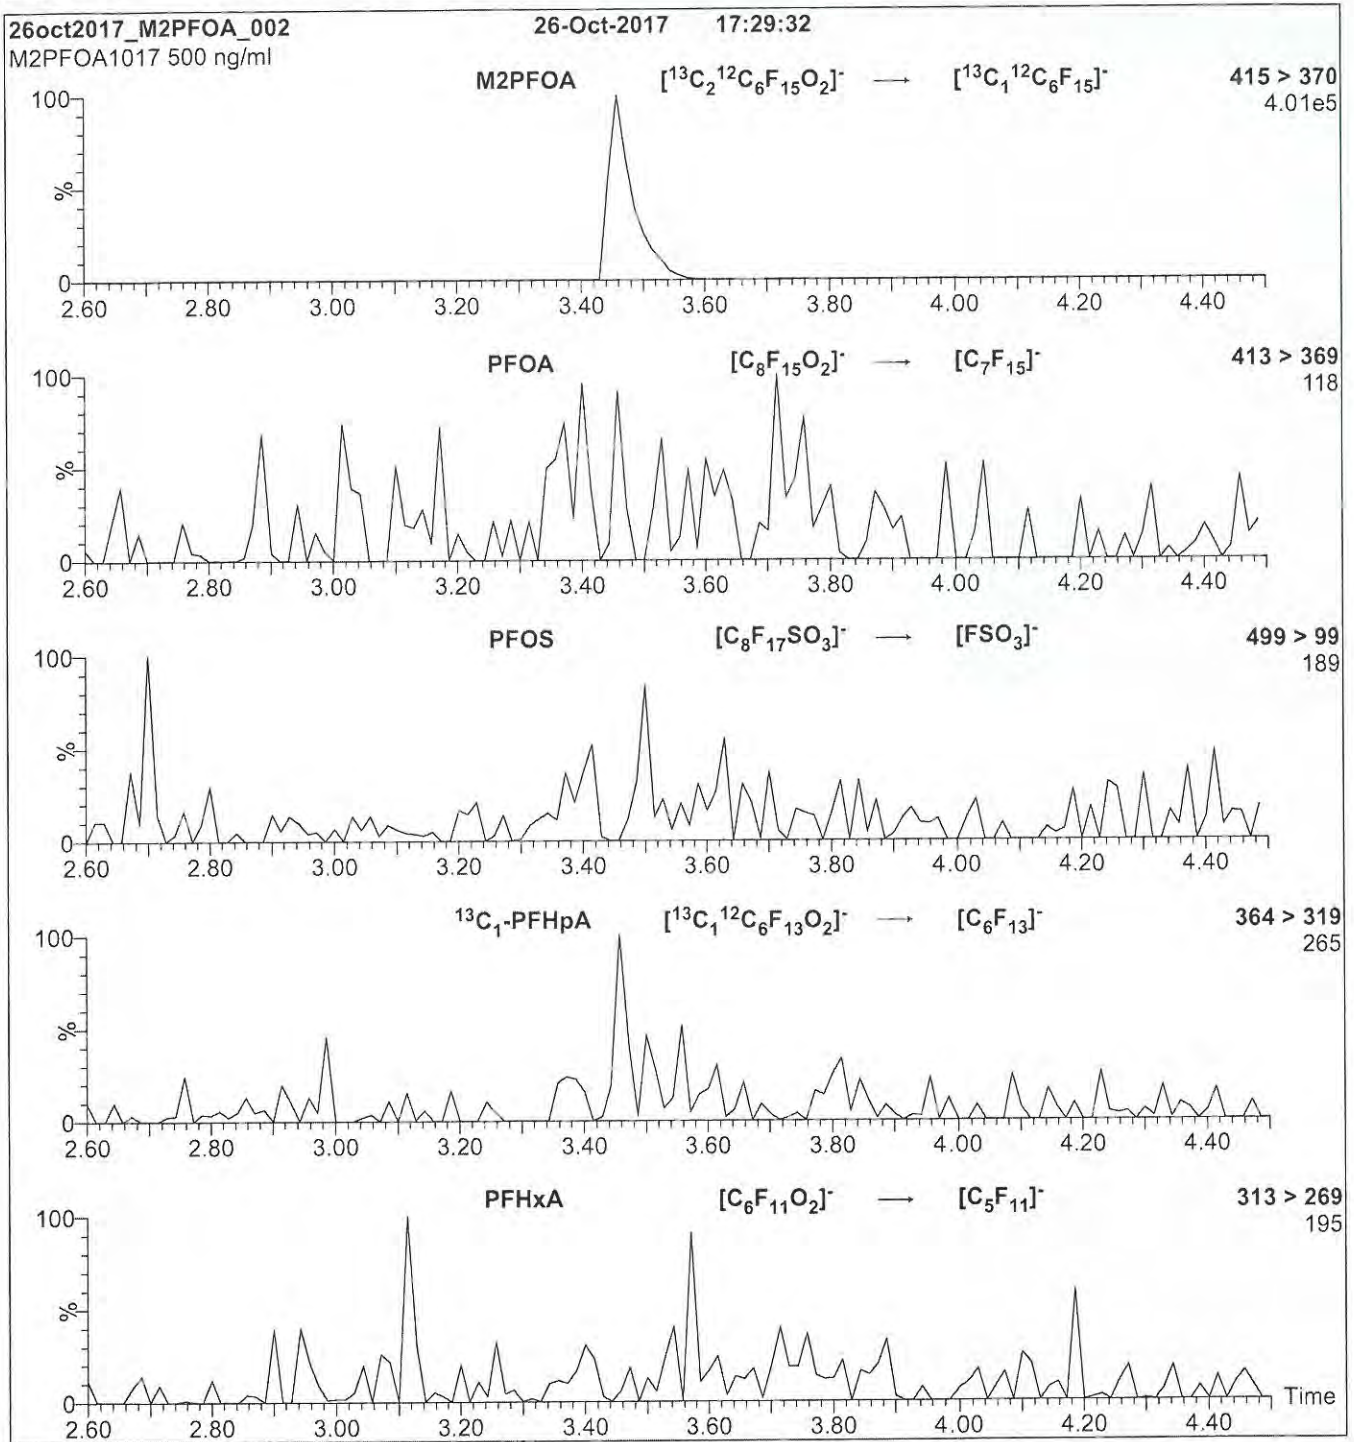 26oct2017_M2PFOA_002 26-Oct-2017 17:29:32
M2PFOA1017 500 ng/ml
M2PFOA [¹³C₂¹²C₆F₁₅O₂]⁻ → [¹³C₁¹²C₆F₁₅]⁻ 415 > 370
4.01e5
100
%
0
2.60 2.80 3.00 3.20 3.40 3.60 3.80 4.00 4.20 4.40
PFOA [C₈F₁₅O₂]⁻ → [C₇F₁₅]⁻ 413 > 369
118
100
%
0
2.60 2.80 3.00 3.20 3.40 3.60 3.80 4.00 4.20 4.40
PFOS [C₈F₁₇SO₃]⁻ → [FSO₃]⁻ 499 > 99
189
100
%
0
2.60 2.80 3.00 3.20 3.40 3.60 3.80 4.00 4.20 4.40
¹³C₁-PFHpA [¹³C₁¹²C₆F₁₃O₂]⁻ → [C₆F₁₃]⁻ 364 > 319
265
100
%
0
2.60 2.80 3.00 3.20 3.40 3.60 3.80 4.00 4.20 4.40
PFHxA [C₆F₁₁O₂]⁻ → [C₅F₁₁]⁻ 313 > 269
195
100
%
0 Time
2.60 2.80 3.00 3.20 3.40 3.60 3.80 4.00 4.20 4.40